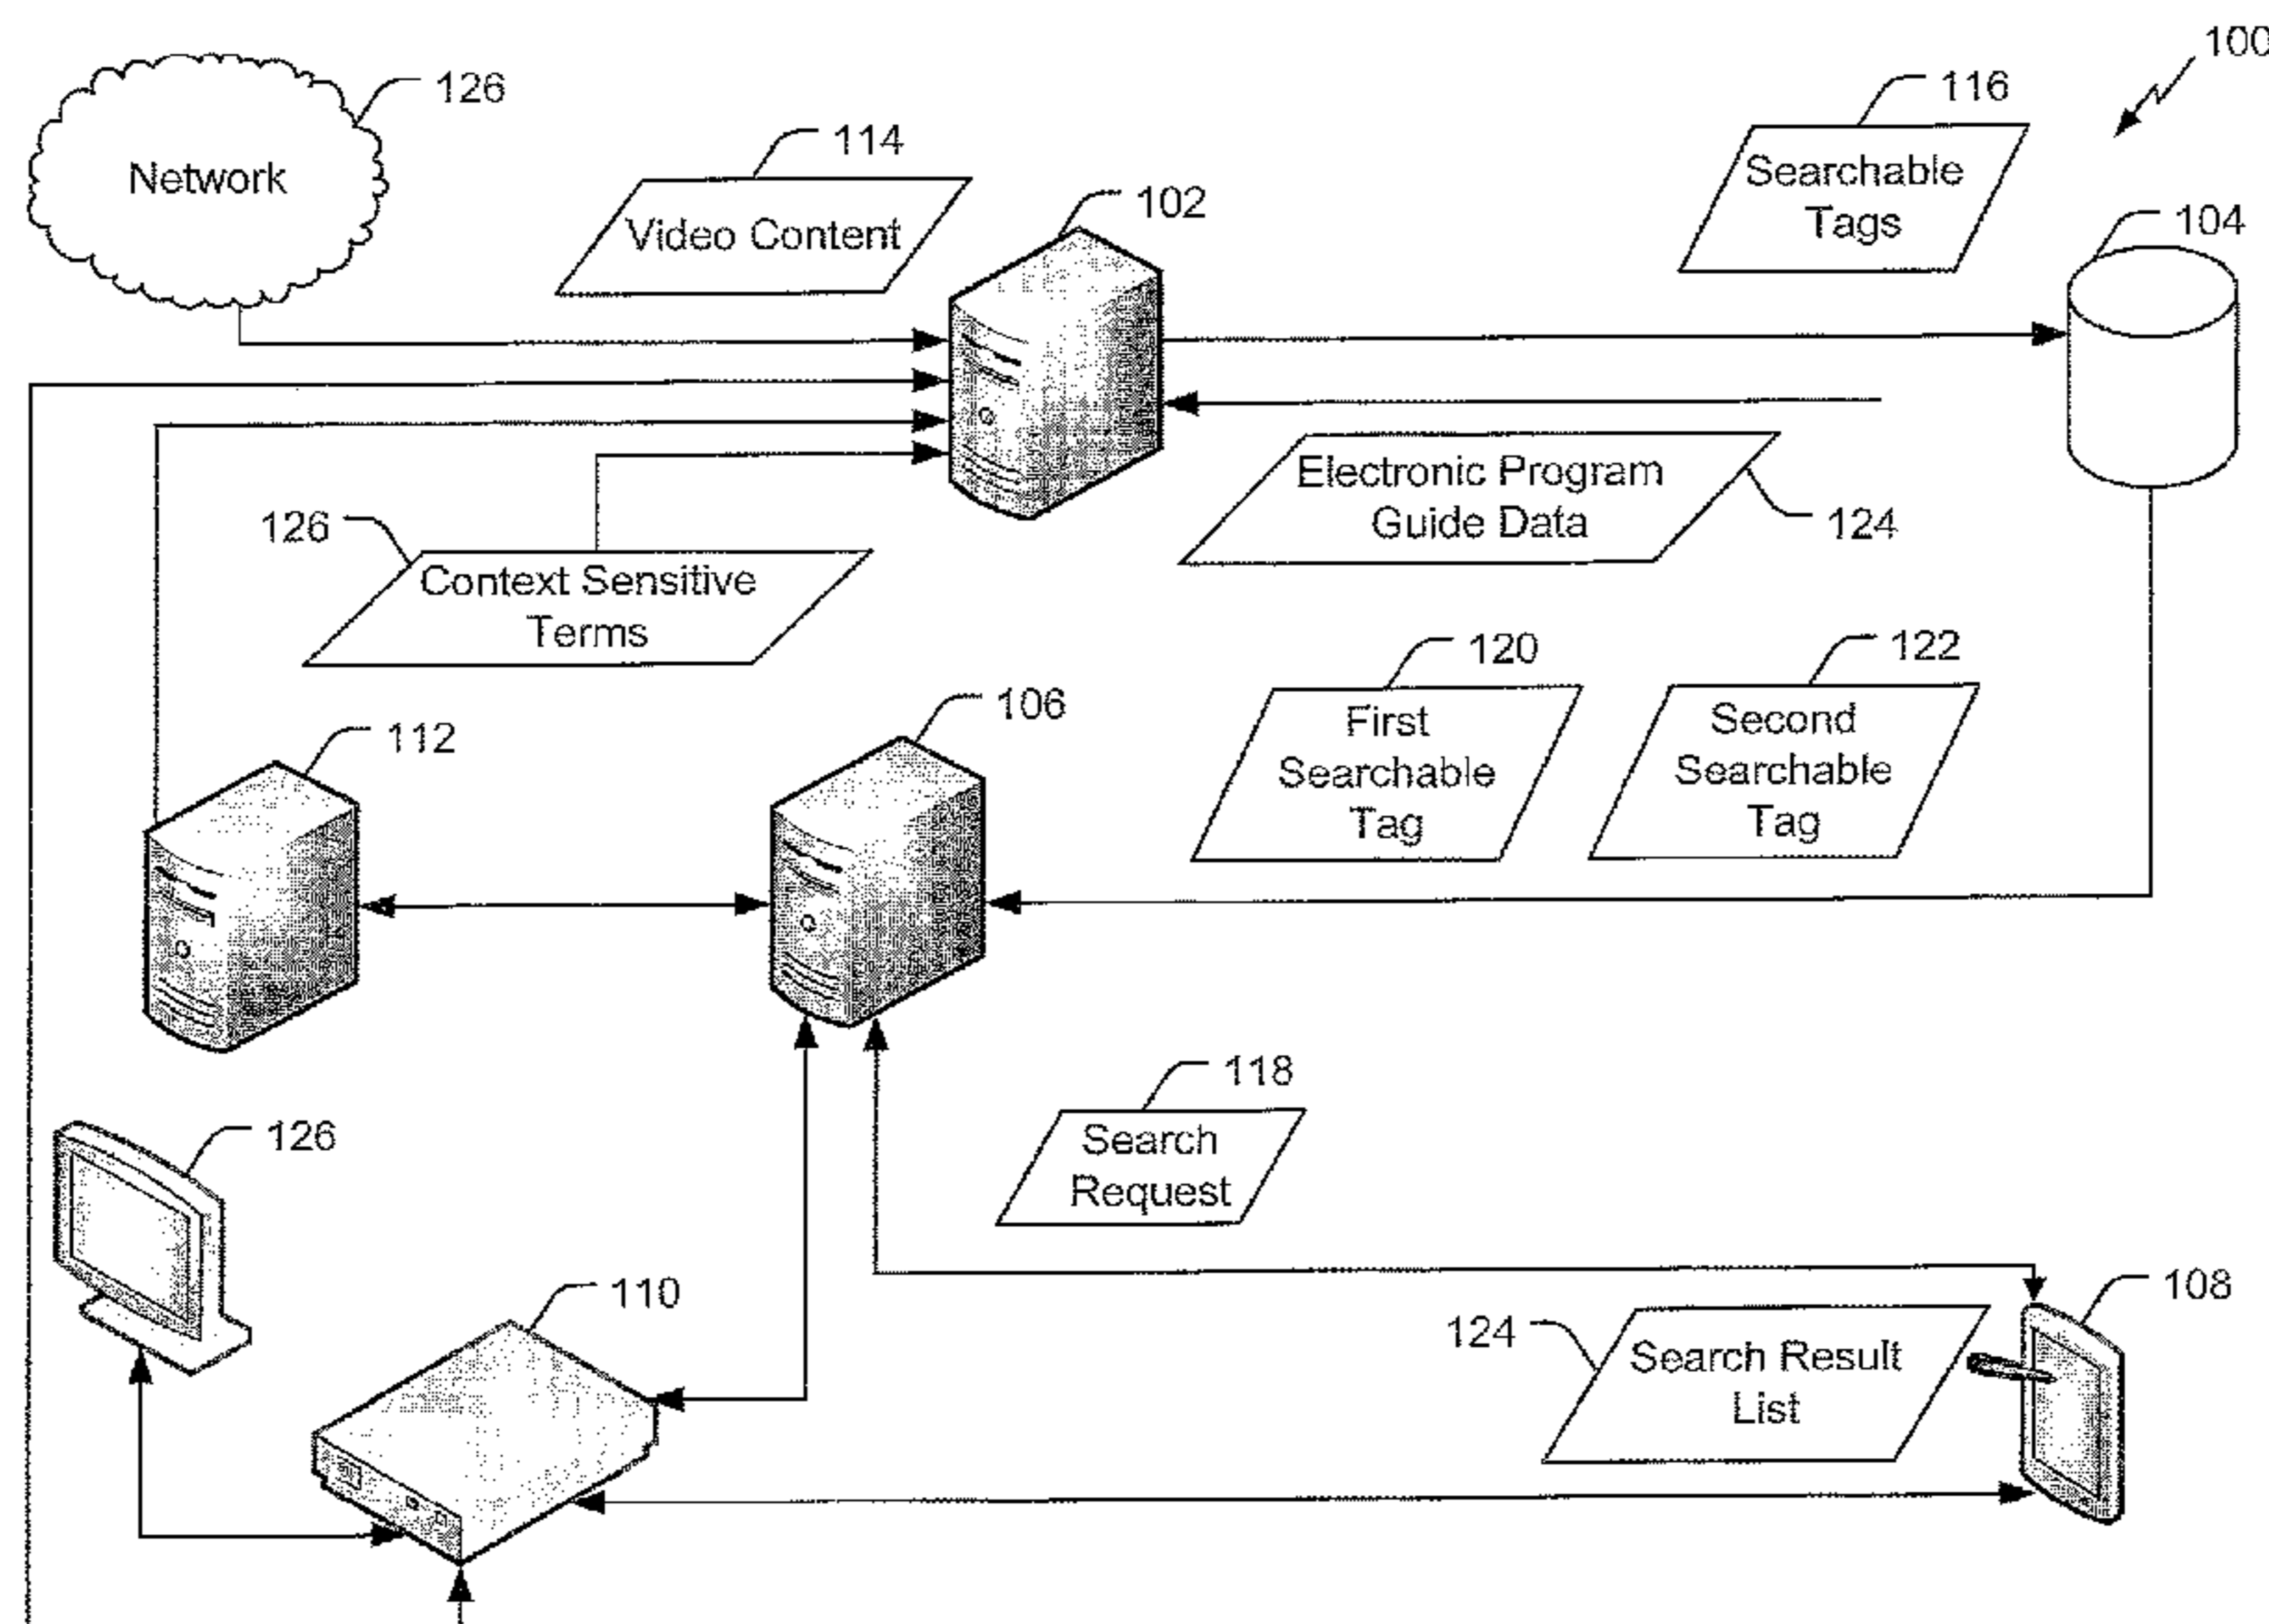 100
126
116
114
Network
Searchable
Tags
Video Content
102
104
Electronic Program
Guide Data
124
126
Context Sensitive
Terms
120
122
106
First
Searchable
Tag
Second
Searchable
Tag
112
118
Search
Request
126
110
108
124
Search Result
List